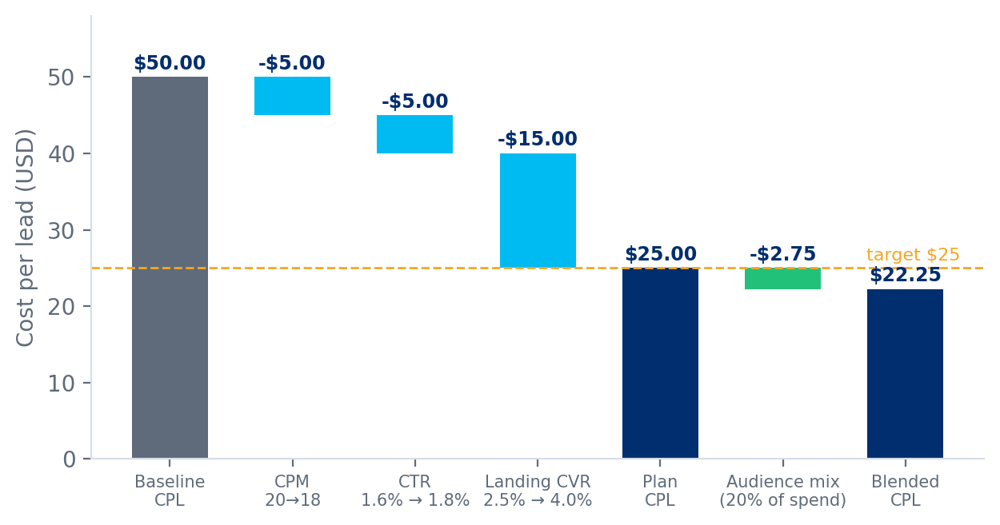 $50.00
-$5.00
-$5.00
-$15.00
$25.00
-$2.75
target $25
$22.25
Cost per lead (USD)
50
40
30
20
10
0
Baseline
CPL
CPM
20→18
CTR
1.6% → 1.8%
Landing CVR
2.5% → 4.0%
Plan
CPL
Audience mix
(20% of spend)
Blended
CPL